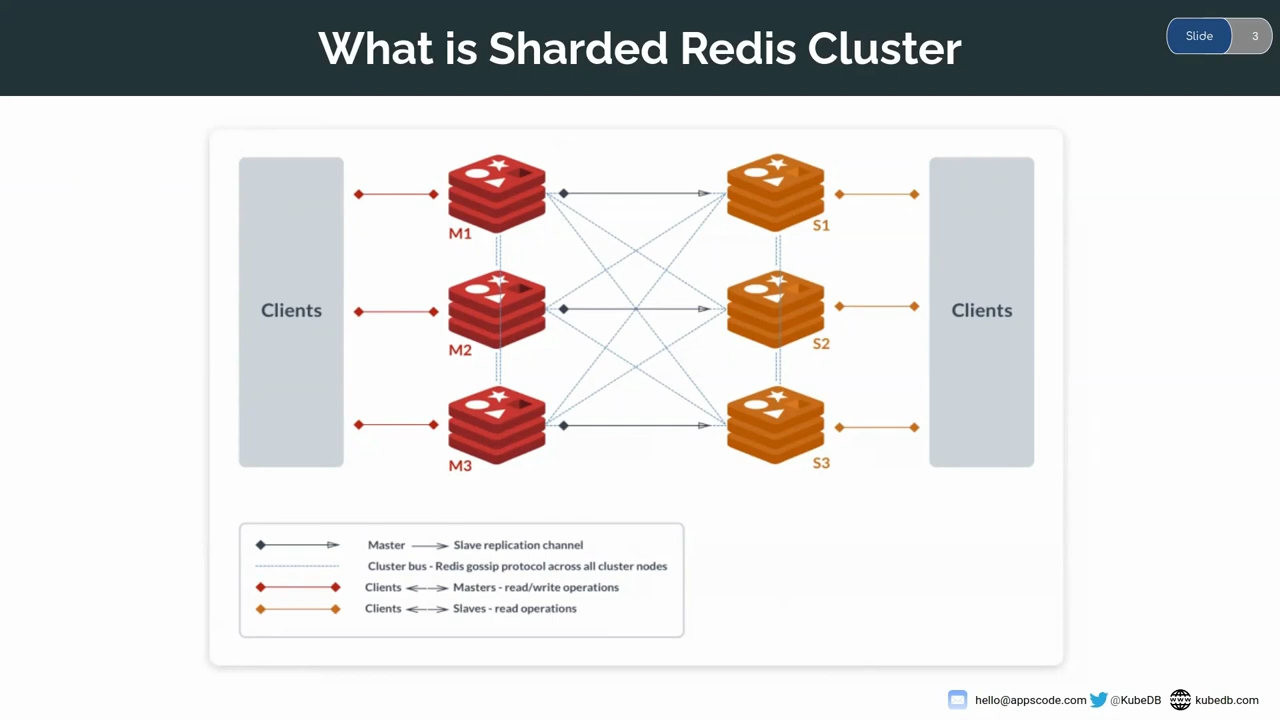 What is Sharded Redis Cluster
Slide 3
M1
S1
Clients
Clients
M2
S2
M3
S3
Master Slave replication channel
Cluster bus - Redis gossip protocol across all cluster nodes
Clients Masters - read/write operations
Clients Slaves - read operations
hello@appscode.com @KubeDB kubedb.com